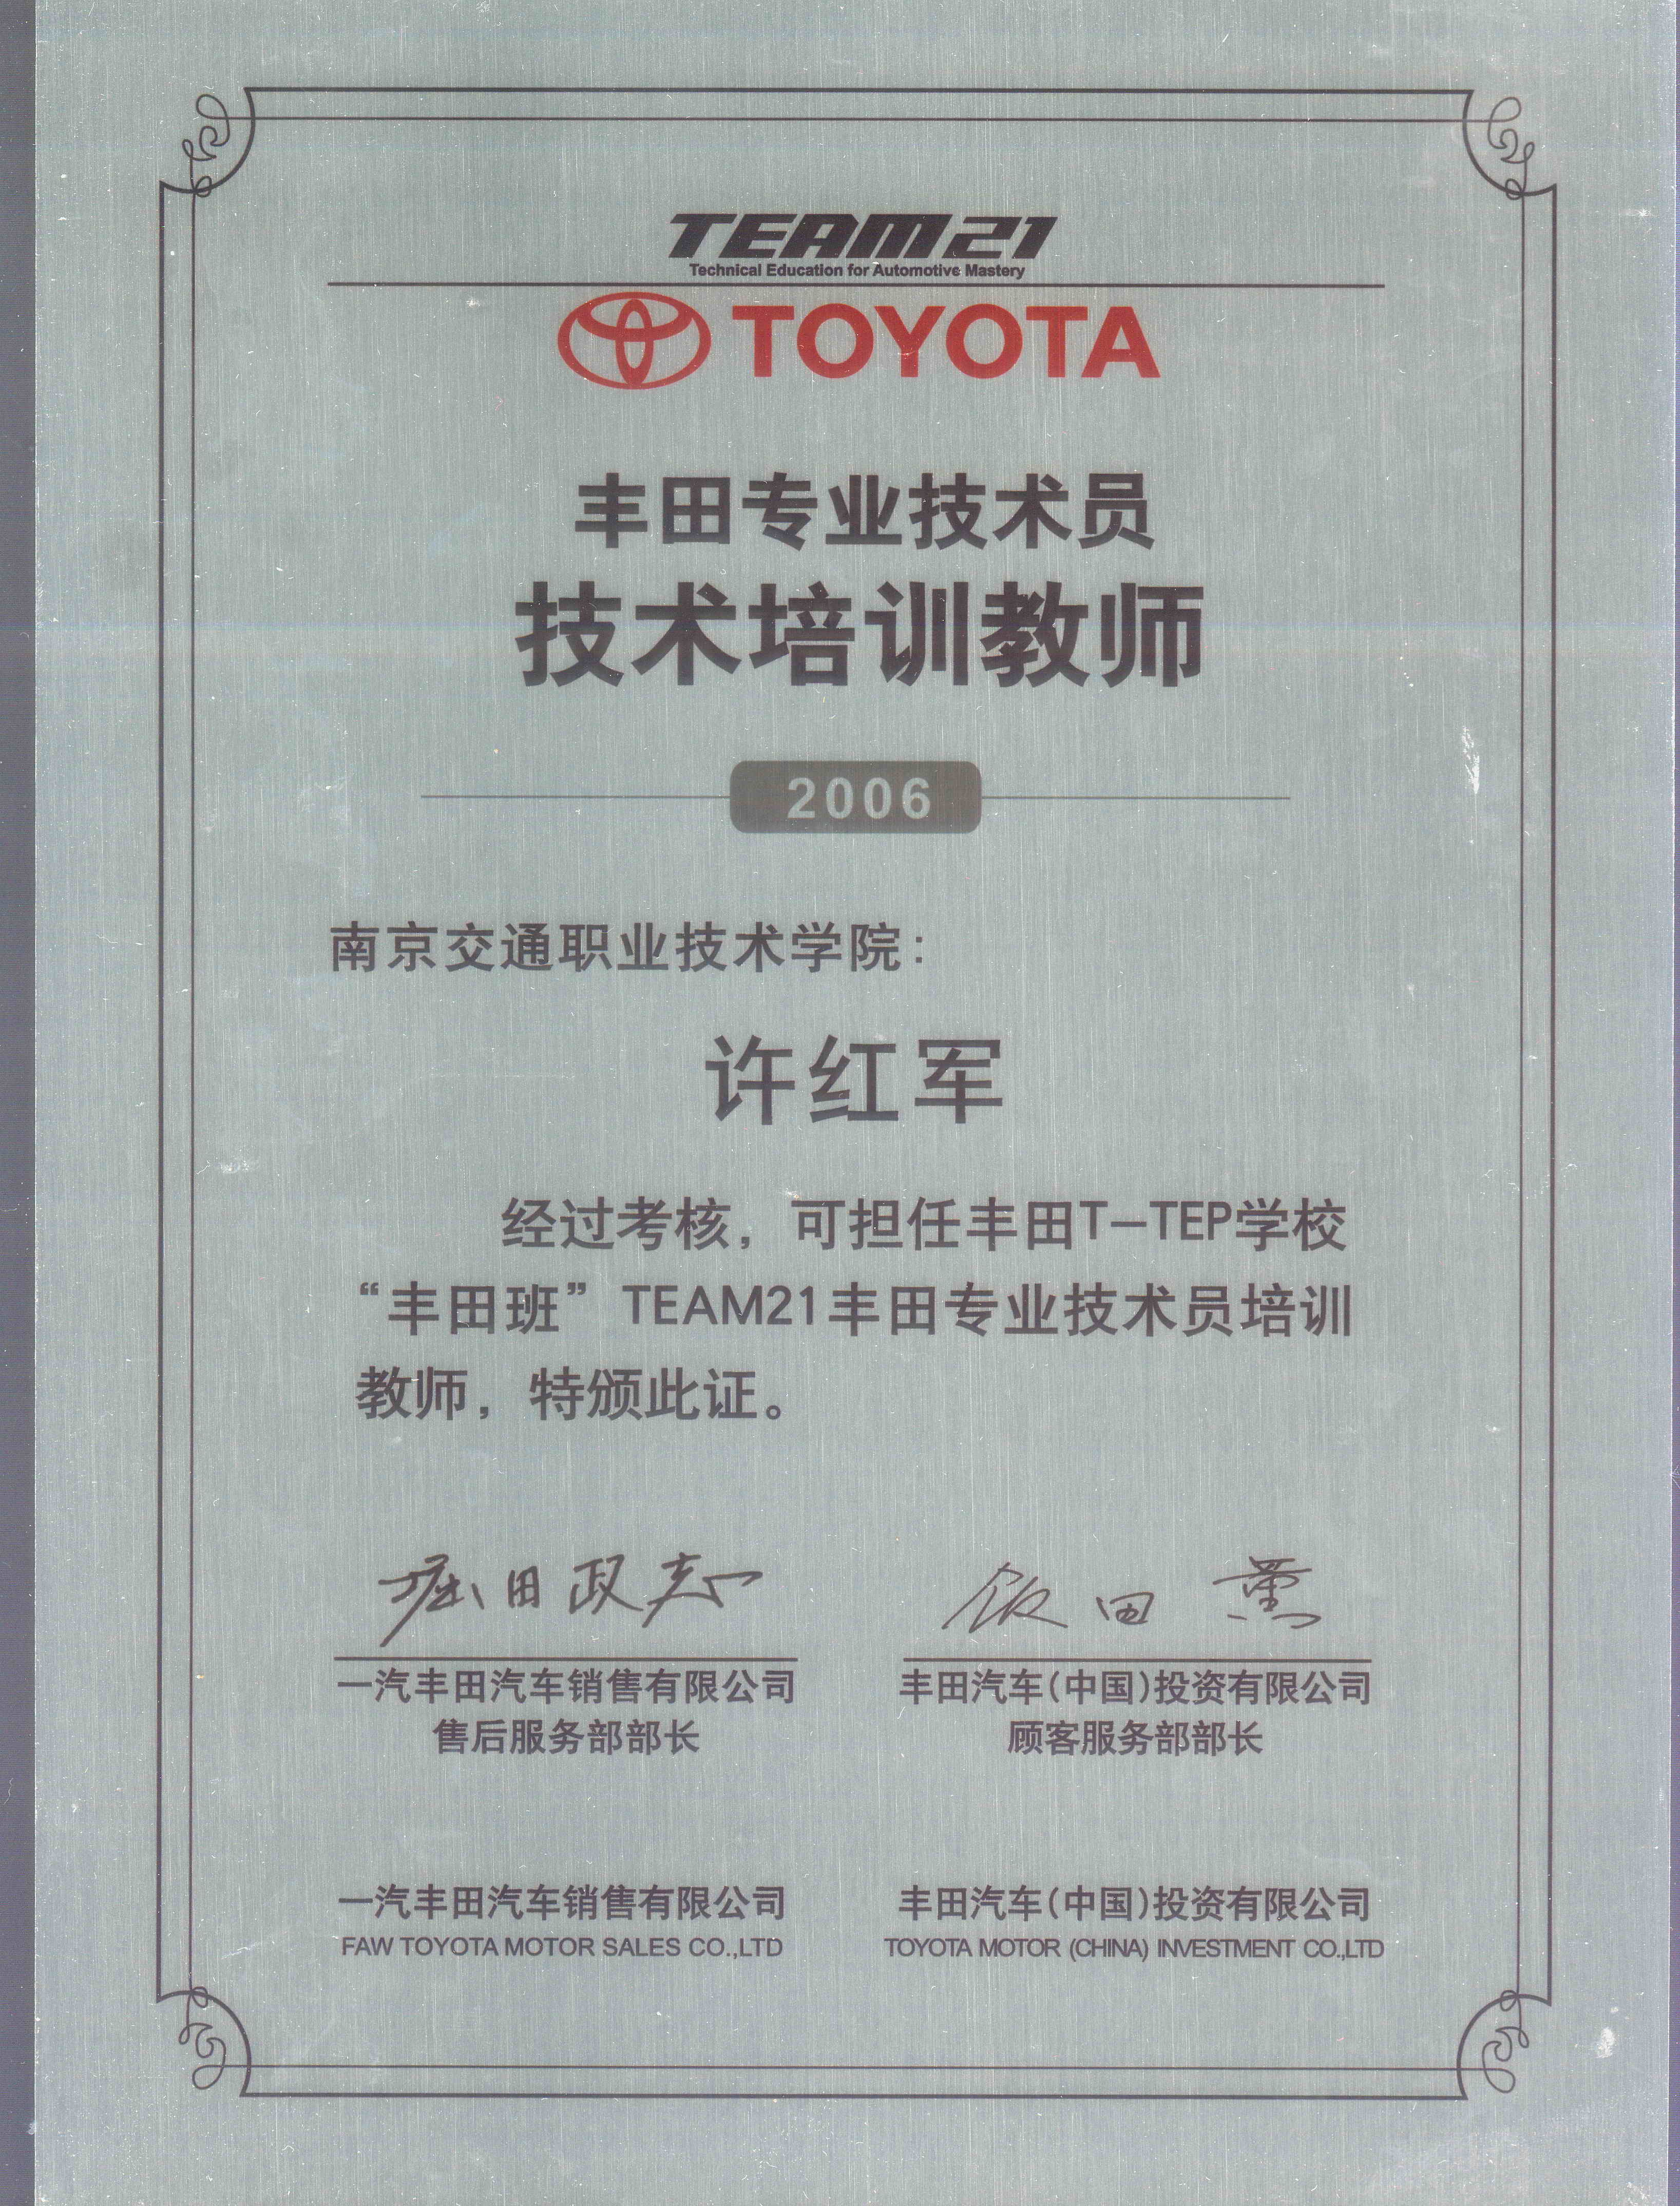 TEAM21
Technical Education for Automotive Mastery
TOYOTA
丰田专业技术员
技术培训教师
2006
南京交通职业技术学院：
许红军
经过考核，可担任丰田T—TEP学校
“丰田班”TEAM21丰田专业技术员培训
教师，特颁此证。
堀田政志 飯田 薫
一汽丰田汽车销售有限公司 丰田汽车(中国)投资有限公司
售后服务部部长 顾客服务部部长
一汽丰田汽车销售有限公司 丰田汽车(中国)投资有限公司
FAW TOYOTA MOTOR SALES CO.,LTD TOYOTA MOTOR (CHINA) INVESTMENT CO.,LTD